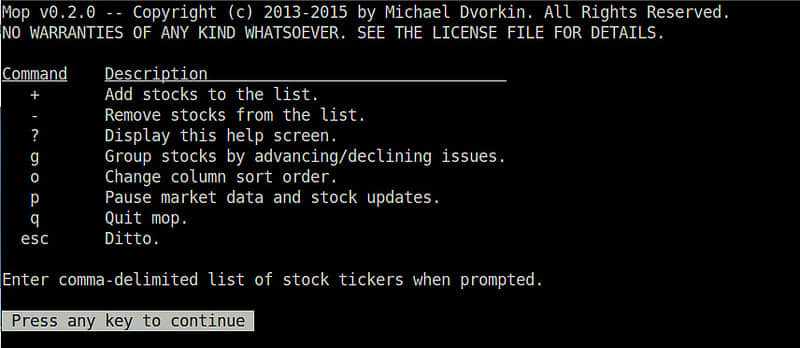 Mop v0.2.0 -- Copyright (c) 2013-2015 by Michael Dvorkin. All Rights Reserved.
NO WARRANTIES OF ANY KIND WHATSOEVER. SEE THE LICENSE FILE FOR DETAILS.
Command Description
+ Add stocks to the list.
- Remove stocks from the list.
? Display this help screen.
g Group stocks by advancing/declining issues.
o Change column sort order.
p Pause market data and stock updates.
q Quit mop.
esc Ditto.
Enter comma-delimited list of stock tickers when prompted.
Press any key to continue